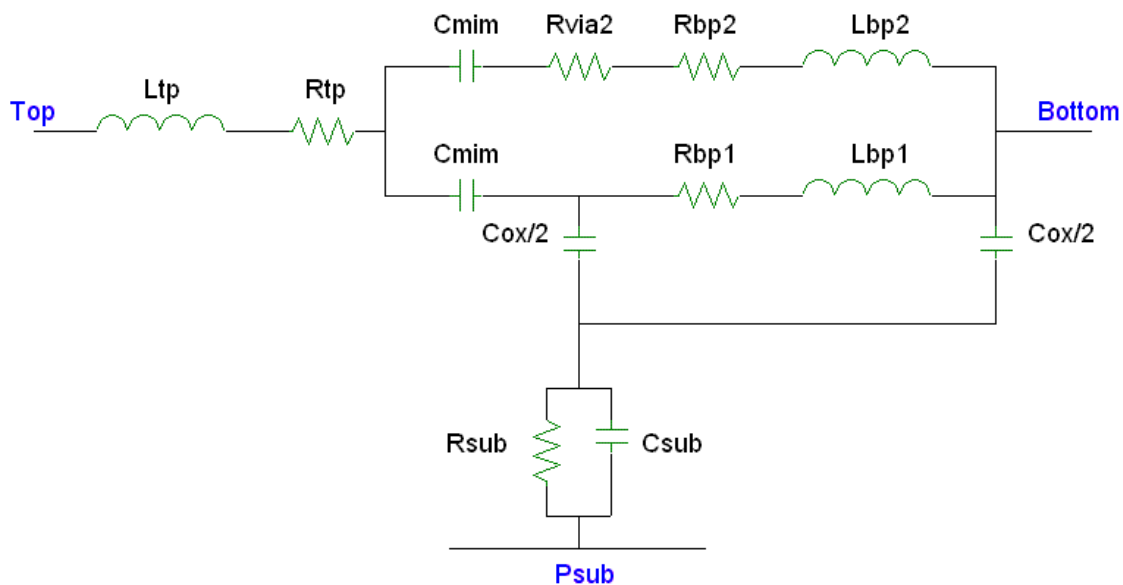 Cmim Rvia2 Rbp2 Lbp2
Ltp Rtp
Top Bottom
Cmim Rbp1 Lbp1
Cox/2 Cox/2
Rsub Csub
Psub